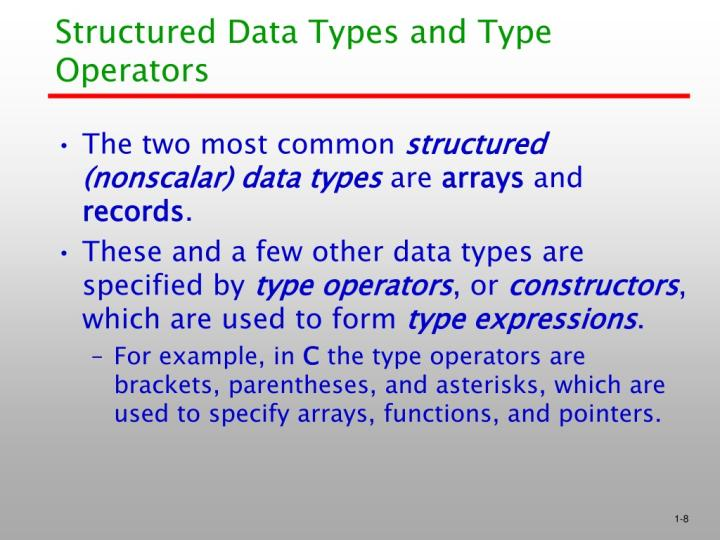 Structured Data Types and Type
Operators
• The two most common structured
(nonscalar) data types are arrays and
records.
• These and a few other data types are
specified by type operators, or constructors,
which are used to form type expressions.
– For example, in C the type operators are
brackets, parentheses, and asterisks, which are
used to specify arrays, functions, and pointers.
1-8